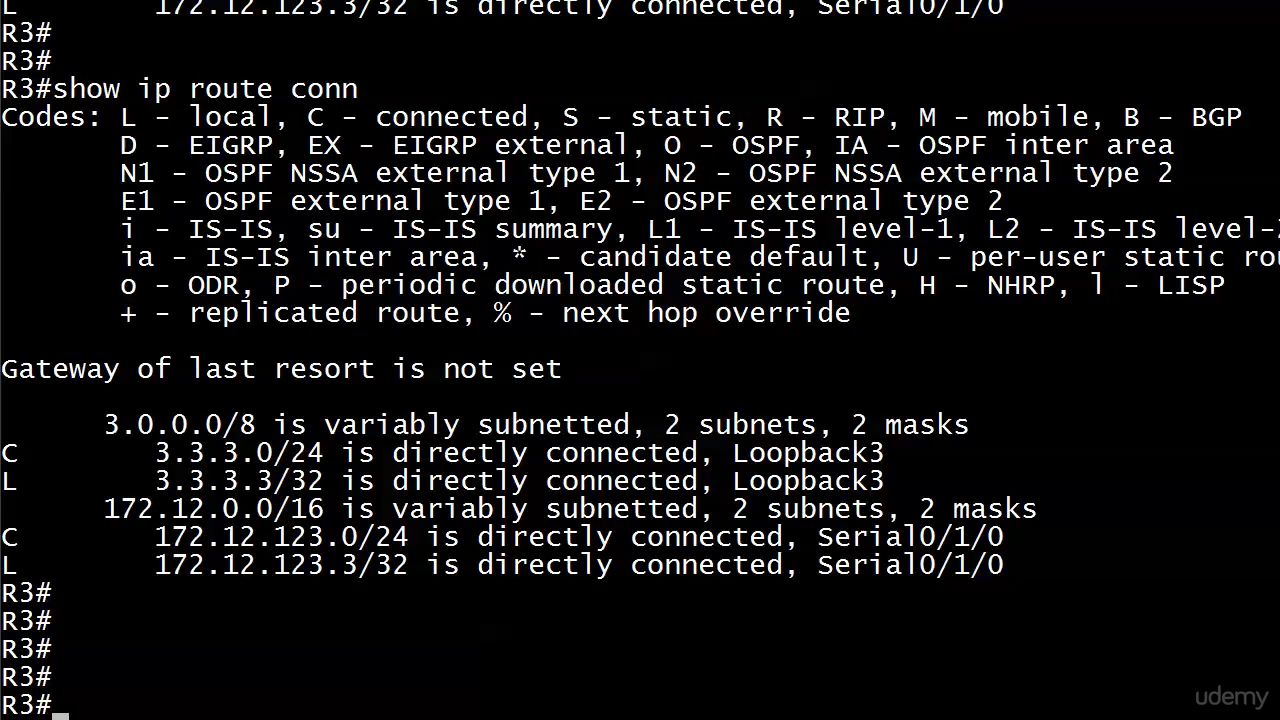 L        172.12.123.3/32 is directly connected, Serial0/1/0
R3#
R3#
R3#show ip route conn
Codes: L - local, C - connected, S - static, R - RIP, M - mobile, B - BGP
       D - EIGRP, EX - EIGRP external, O - OSPF, IA - OSPF inter area
       N1 - OSPF NSSA external type 1, N2 - OSPF NSSA external type 2
       E1 - OSPF external type 1, E2 - OSPF external type 2
       i - IS-IS, su - IS-IS summary, L1 - IS-IS level-1, L2 - IS-IS level-2
       ia - IS-IS inter area, * - candidate default, U - per-user static rou
       o - ODR, P - periodic downloaded static route, H - NHRP, l - LISP
       + - replicated route, % - next hop override

Gateway of last resort is not set

      3.0.0.0/8 is variably subnetted, 2 subnets, 2 masks
C        3.3.3.0/24 is directly connected, Loopback3
L        3.3.3.3/32 is directly connected, Loopback3
      172.12.0.0/16 is variably subnetted, 2 subnets, 2 masks
C        172.12.123.0/24 is directly connected, Serial0/1/0
L        172.12.123.3/32 is directly connected, Serial0/1/0
R3#
R3#
R3#
R3#
R3#
udemy